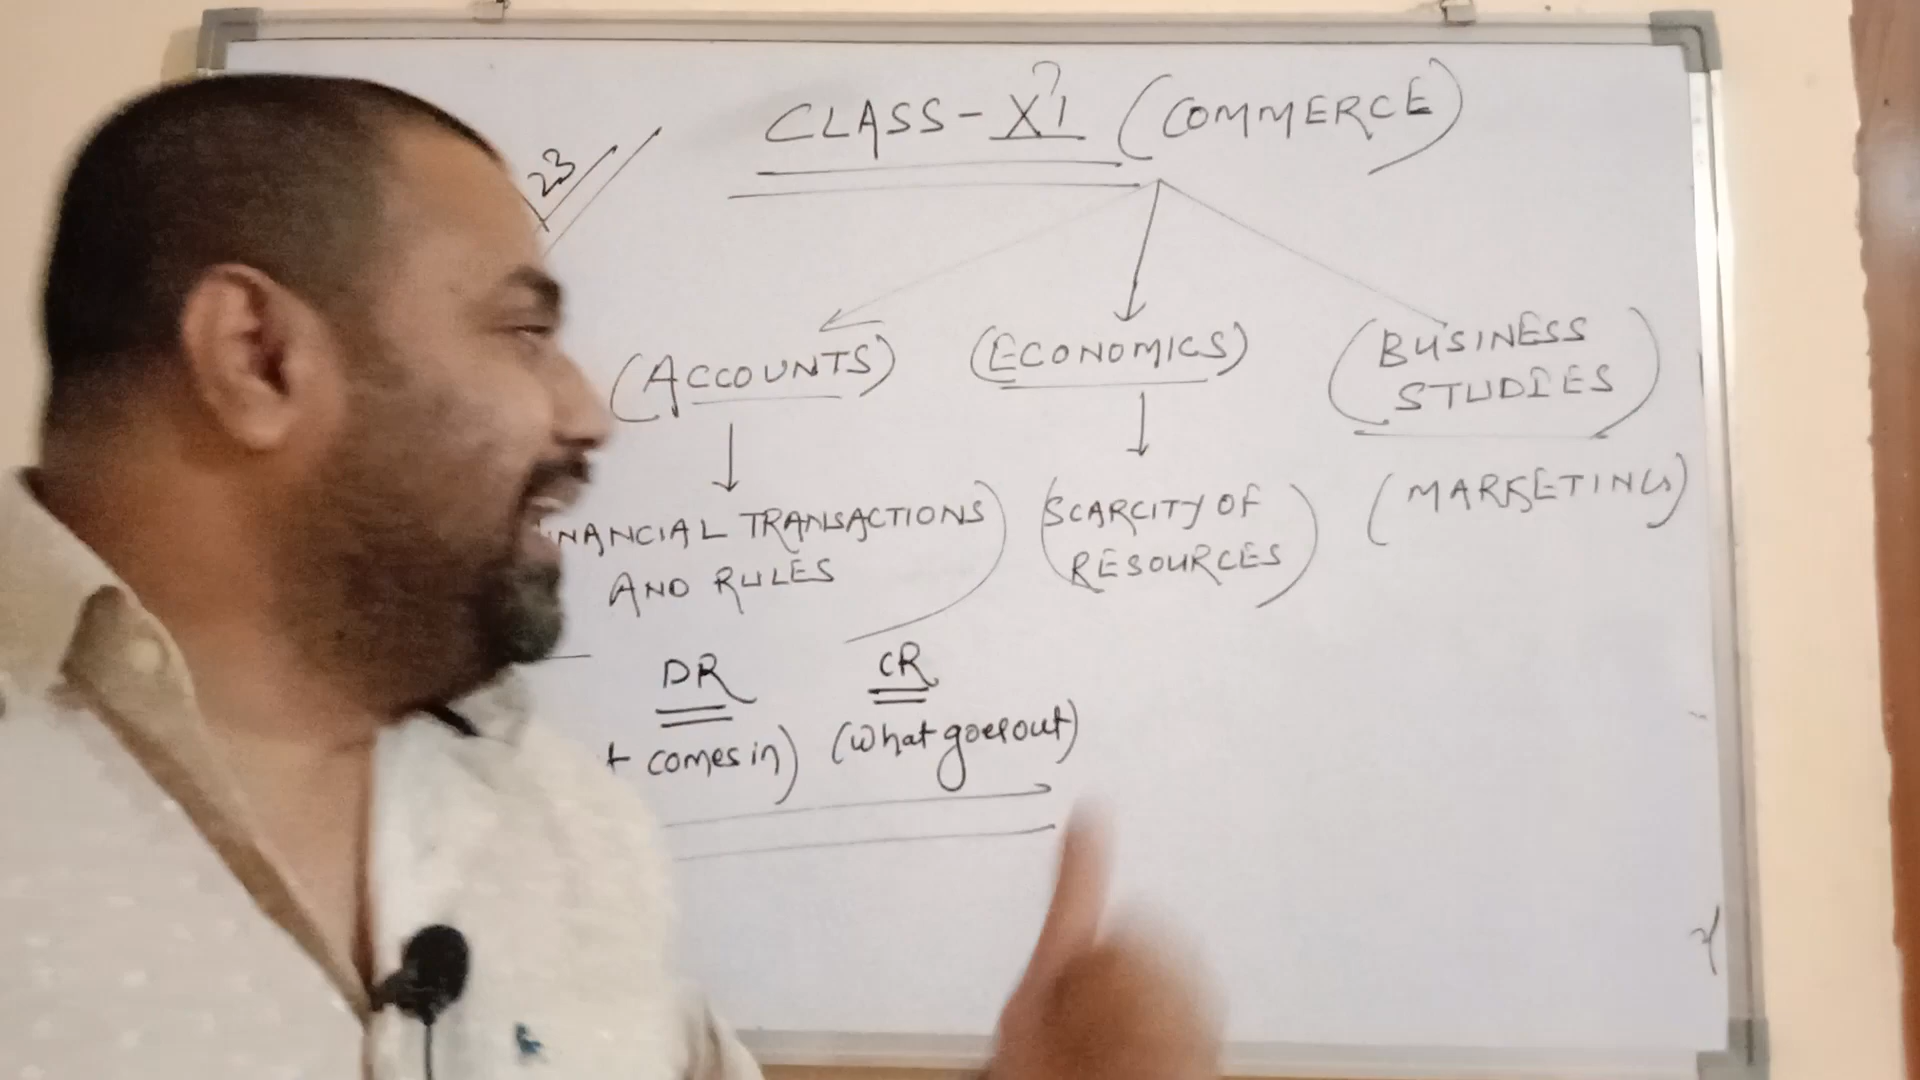 23
CLASS-XI (COMMERCE)
(ACCOUNTS) (ECONOMICS) (BUSINESS
STUDIES)
NANCIAL TRANSACTIONS
AND RULES)
(SCARCITY OF
RESOURCES)
(MARKETING)
DR CR
comes in) (What goes out)